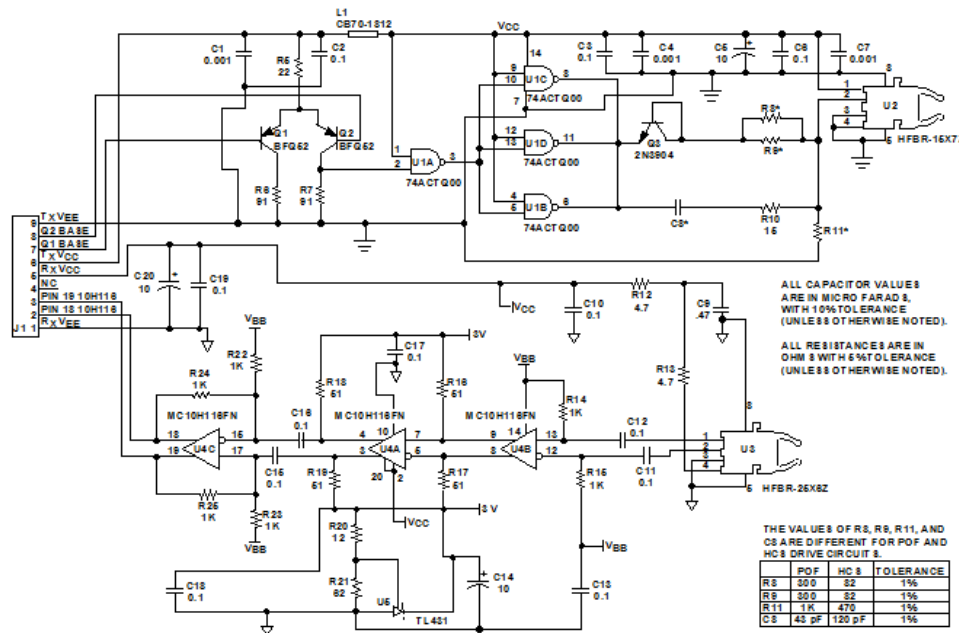 L1
CB70-1812
VCC
C1
0.001
R5
22
C2
0.1
14
9
10
U1C
8
7
74ACTQ00
C3
0.1
C4
0.001
C5
10
+
C6
0.1
C7
0.001
8
1
2
3
4
5
U2
HFBR-15X7Z
Q1
BFQ52
Q2
BFQ52
1
2
U1A
3
74ACTQ00
12
13
U1D
11
74ACTQ00
Q3
2N3904
R8*
R9*
R6
91
R7
91
4
5
U1B
6
74ACTQ00
C8*
R10
15
R11*
9
TX VEE
8
Q2 BASE
7
Q1 BASE
6
TX VCC
5
RX VCC
4
NC
3
PIN 19 10H116
2
PIN 18 10H116
J1 1
RX VEE
C20
10
+
C19
0.1
VCC
C10
0.1
R12
4.7
C9
.47
ALL CAPACITOR VALUES
ARE IN MICRO FARADS,
WITH 10% TOLERANCE
(UNLESS OTHERWISE NOTED).
ALL RESISTANCES ARE IN
OHMS WITH 5% TOLERANCE
(UNLESS OTHERWISE NOTED).
VBB
R22
1K
R24
1K
C17
0.1
3V
R18
51
R16
51
VBB
R14
1K
R13
4.7
MC10H116FN
18
19
U4C
15
17
C16
0.1
C15
0.1
MC10H116FN
4
3
10
U4A
7
5
20
2
MC10H116FN
9
8
14
U4B
13
12
C12
0.1
C11
0.1
8
1
2
3
4
5
U3
HFBR-25X6Z
R25
1K
R23
1K
VBB
R19
51
R17
51
R15
1K
VCC
3V
R20
12
R21
62
U5
TL431
C14
10
+
C18
0.1
C13
0.1
VBB
THE VALUES OF R8, R9, R11, AND
C8 ARE DIFFERENT FOR POF AND
HCS DRIVE CIRCUITS.
POF HCS TOLERANCE
R8 300 82 1%
R9 300 82 1%
R11 1K 470 1%
C8 43 pF 120 pF 1%